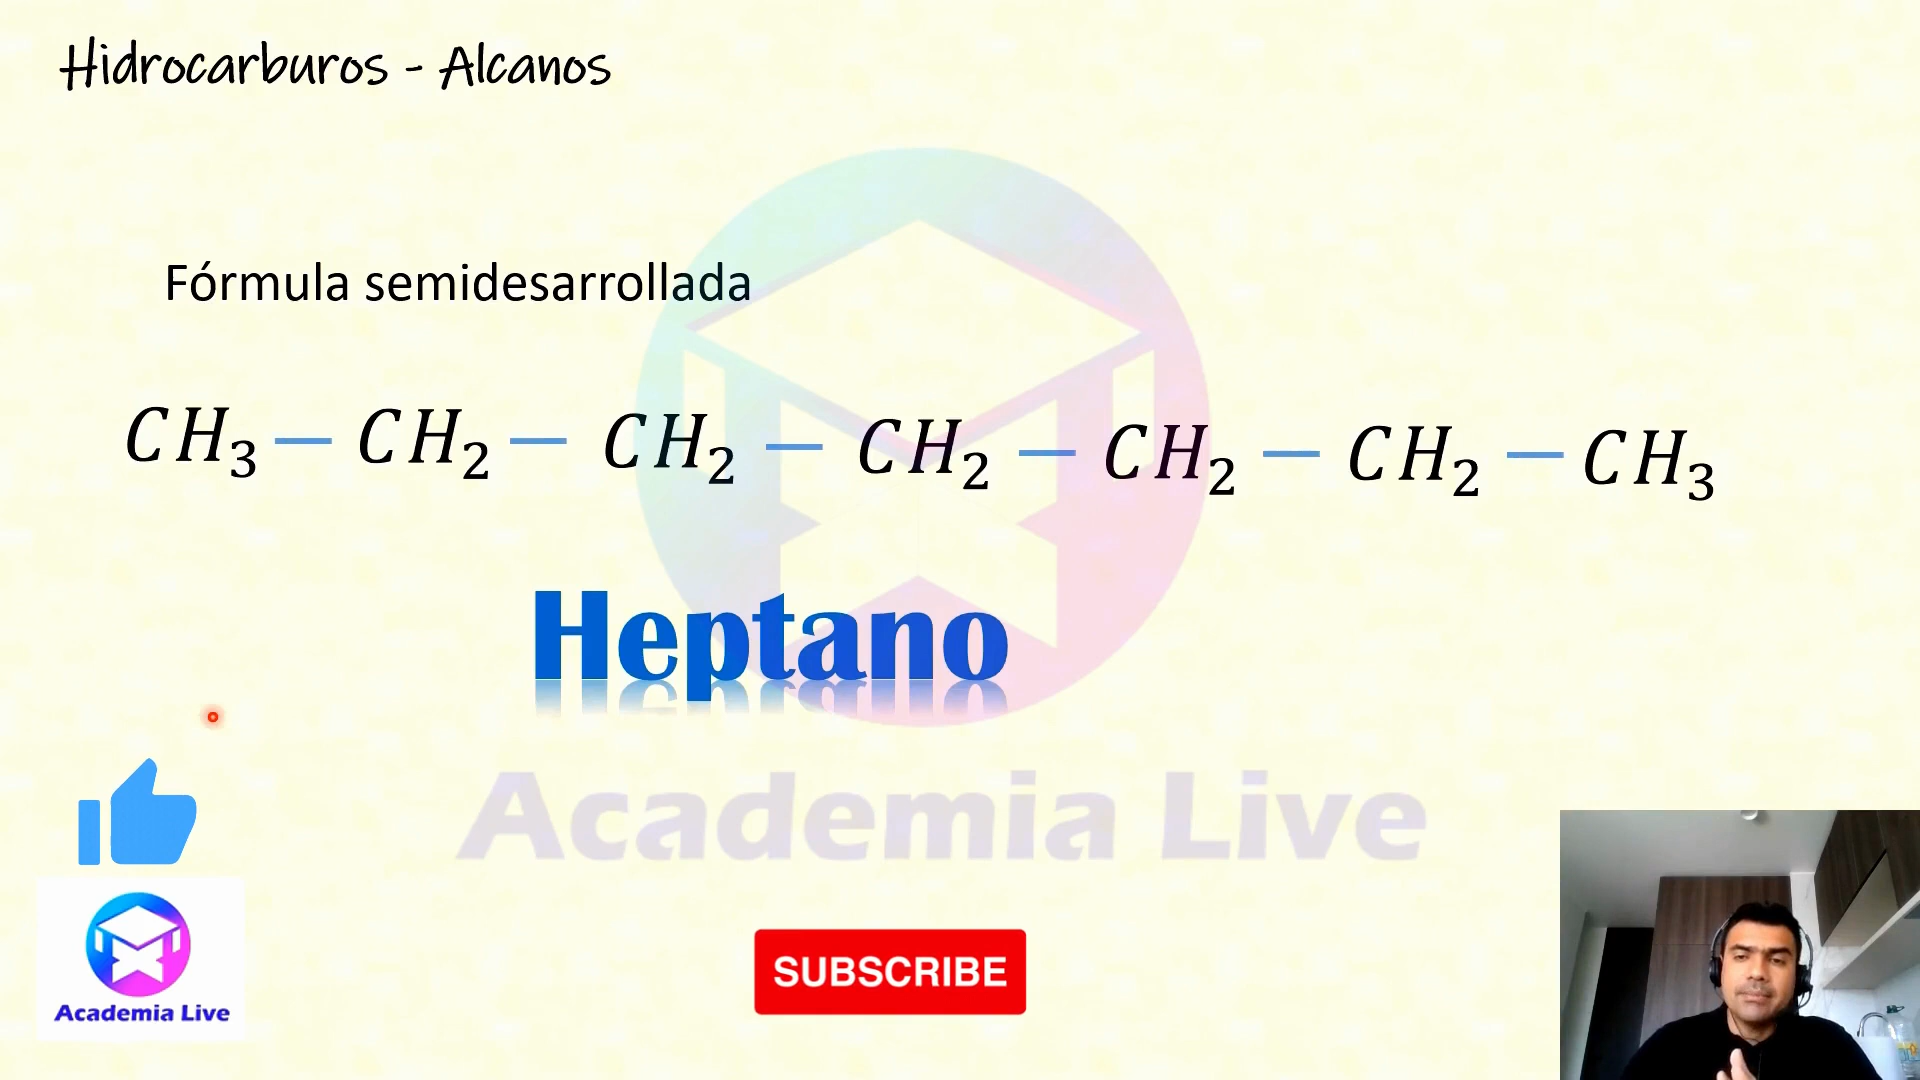 Hidrocarburos - Alcanos
Fórmula semidesarrollada
CH₃ — CH₂ — CH₂ — CH₂ — CH₂ — CH₂ — CH₃
Heptano
Academia Live
Academia Live
SUBSCRIBE